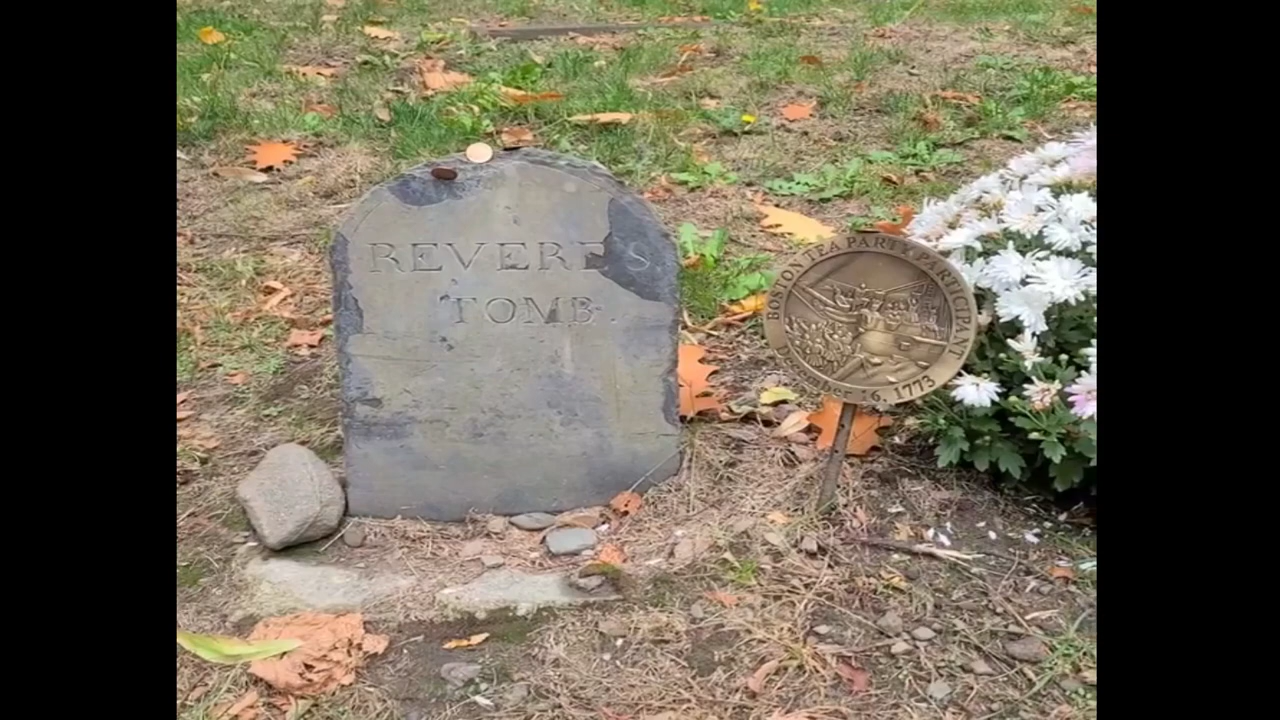 REVERE'S
TOMB
BOSTON TEA PARTY PARTICIPANT
16, 1773